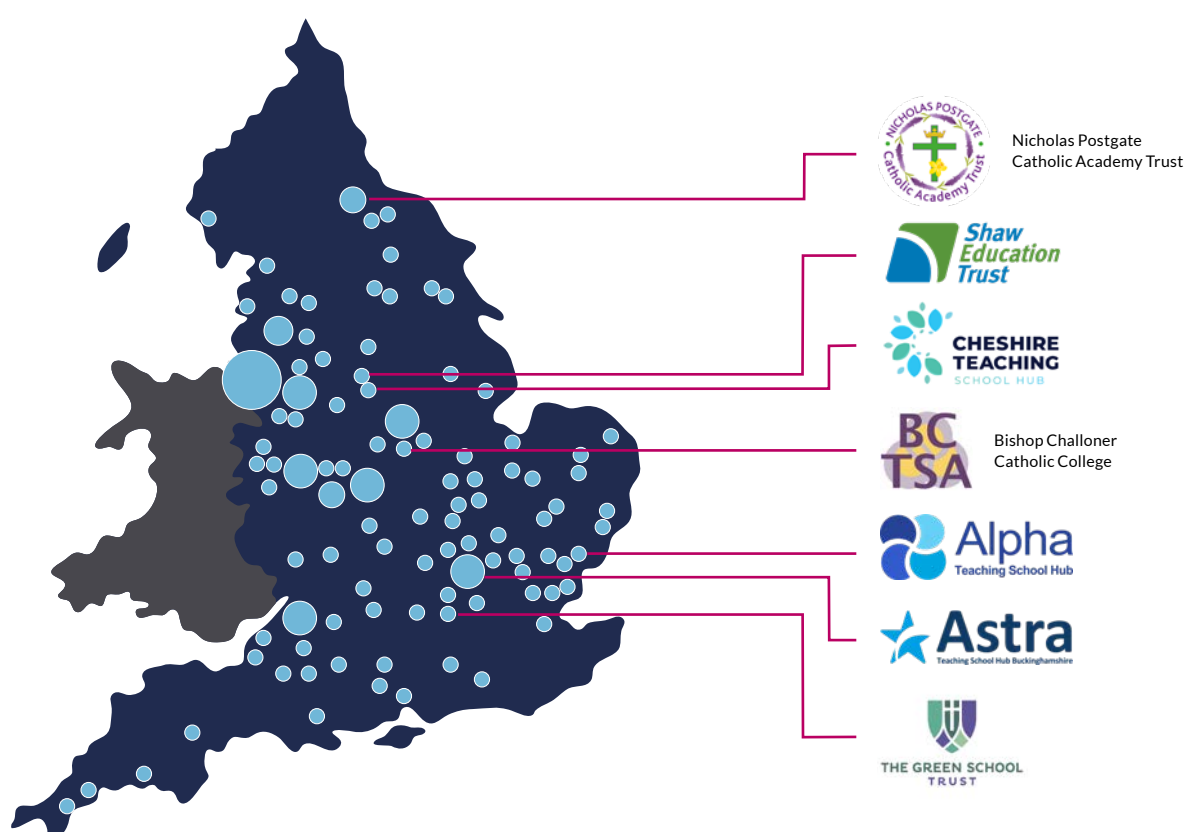 NICHOLAS POSTGATE
Catholic Academy Trust
Nicholas Postgate
Catholic Academy Trust
Shaw
Education
Trust
CHESHIRE
TEACHING
SCHOOL HUB
BC
TSA
Bishop Challoner
Catholic College
Alpha
Teaching School Hub
Astra
Teaching School Hub Buckinghamshire
THE GREEN SCHOOL
TRUST